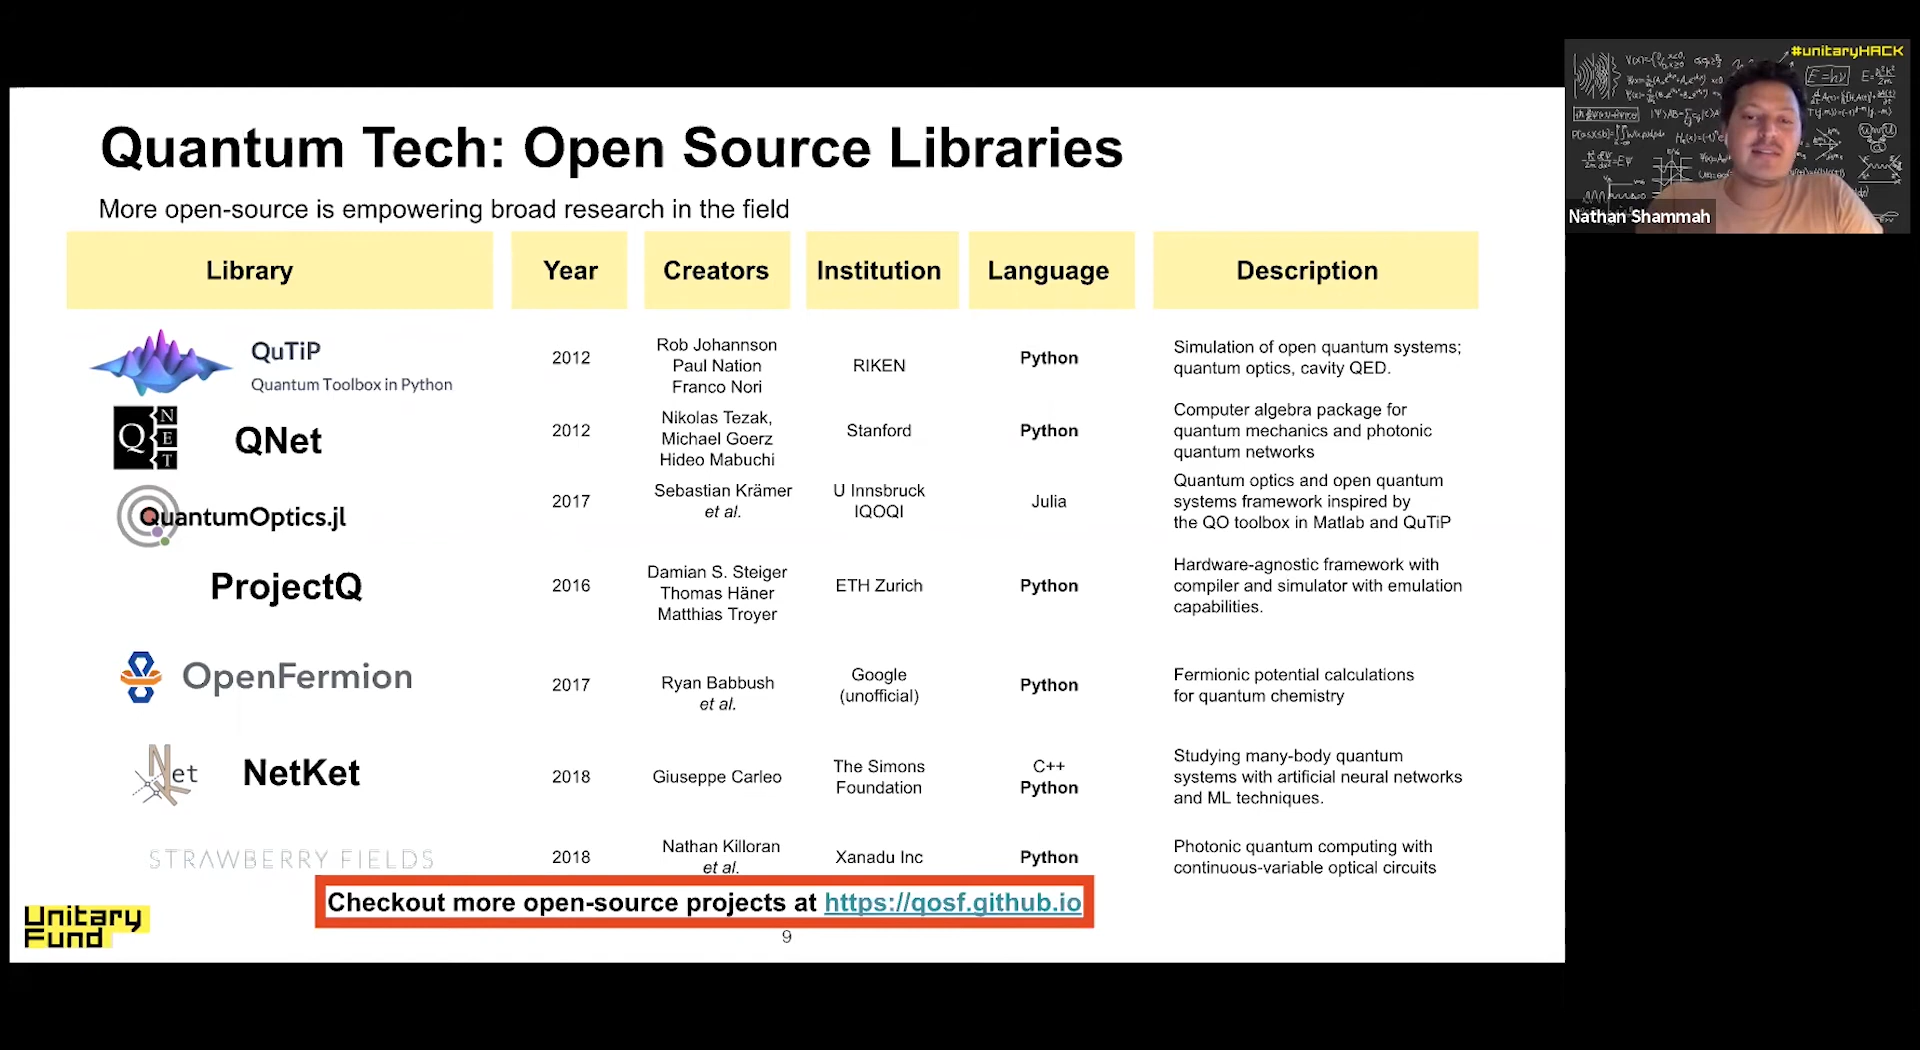 Quantum Tech: Open Source Libraries
More open-source is empowering broad research in the field
Library Year Creators Institution Language Description
QuTiP
Quantum Toolbox in Python
2012
Rob Johannson
Paul Nation
Franco Nori
RIKEN
Python
Simulation of open quantum systems;
quantum optics, cavity QED.
Q NET
QNet
2012
Nikolas Tezak,
Michael Goerz
Hideo Mabuchi
Stanford
Python
Computer algebra package for
quantum mechanics and photonic
quantum networks
QuantumOptics.jl
2017
Sebastian Krämer
et al.
U Innsbruck
IQOQI
Julia
Quantum optics and open quantum
systems framework inspired by
the QO toolbox in Matlab and QuTiP
ProjectQ
2016
Damian S. Steiger
Thomas Häner
Matthias Troyer
ETH Zurich
Python
Hardware-agnostic framework with
compiler and simulator with emulation
capabilities.
OpenFermion
2017
Ryan Babbush
et al.
Google
(unofficial)
Python
Fermionic potential calculations
for quantum chemistry
Net
NetKet
2018
Giuseppe Carleo
The Simons
Foundation
C++
Python
Studying many-body quantum
systems with artificial neural networks
and ML techniques.
STRAWBERRY FIELDS
2018
Nathan Killoran
et al.
Xanadu Inc
Python
Photonic quantum computing with
continuous-variable optical circuits
Checkout more open-source projects at https://qosf.github.io
Unitary
Fund
9
#unitaryHACK
E=hν
Nathan Shammah